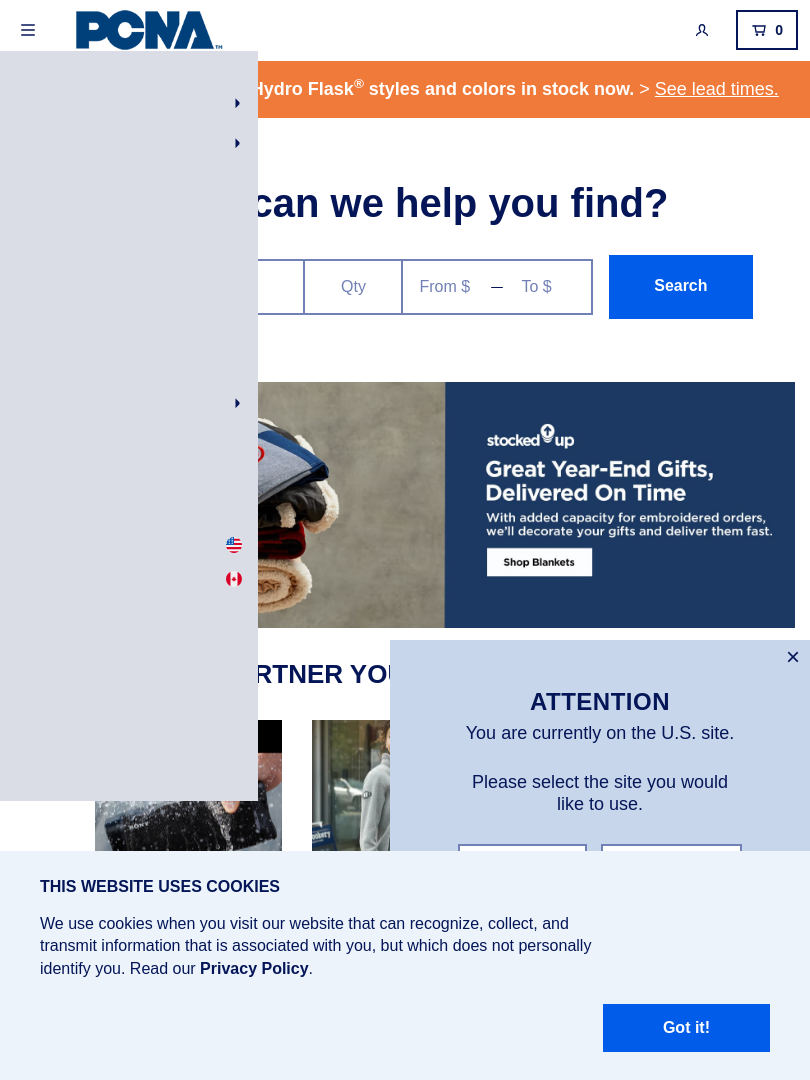 PCNA™
0
Hydro Flask® styles and colors in stock now. > See lead times.
can we help you find?
Qty
From $ — To $
Search
stocked up
Great Year-End Gifts,
Delivered On Time
With added capacity for embroidered orders,
we'll decorate your gifts and deliver them fast.
Shop Blankets
RTNER YOU
ATTENTION
You are currently on the U.S. site.
Please select the site you would
like to use.
THIS WEBSITE USES COOKIES
We use cookies when you visit our website that can recognize, collect, and
transmit information that is associated with you, but which does not personally
identify you. Read our Privacy Policy.
Got it!